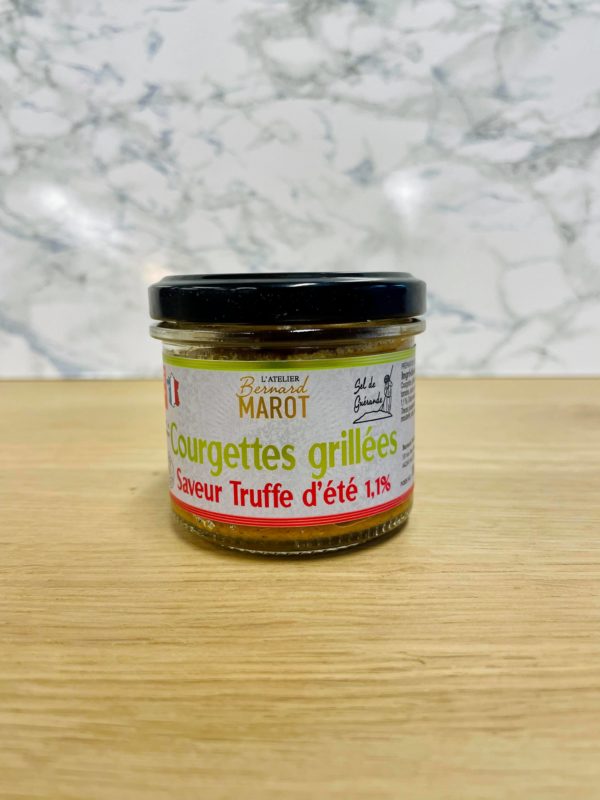 L'ATELIER
Bernard
MAROT
Sel de
Guérande
Courgettes grillées
Saveur Truffe d'été 1,1%